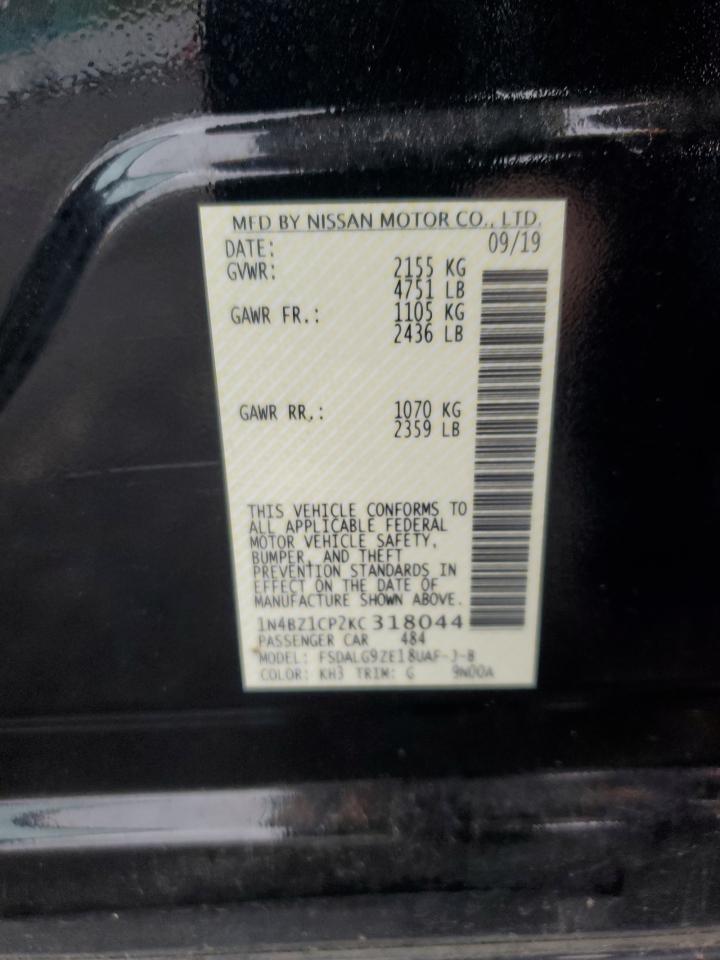 MFD BY NISSAN MOTOR CO., LTD.
DATE: 09/19
GVWR: 2155 KG
4751 LB
GAWR FR.: 1105 KG
2436 LB
GAWR RR.: 1070 KG
2359 LB
THIS VEHICLE CONFORMS TO
ALL APPLICABLE FEDERAL
MOTOR VEHICLE SAFETY,
BUMPER, AND THEFT
PREVENTION STANDARDS IN
EFFECT ON THE DATE OF
MANUFACTURE SHOWN ABOVE.
1N4BZ1CP2KC318044
PASSENGER CAR 484
MODEL: FSDALG9ZE18UAF-J-B
COLOR: KH3 TRIM: G 9N00A